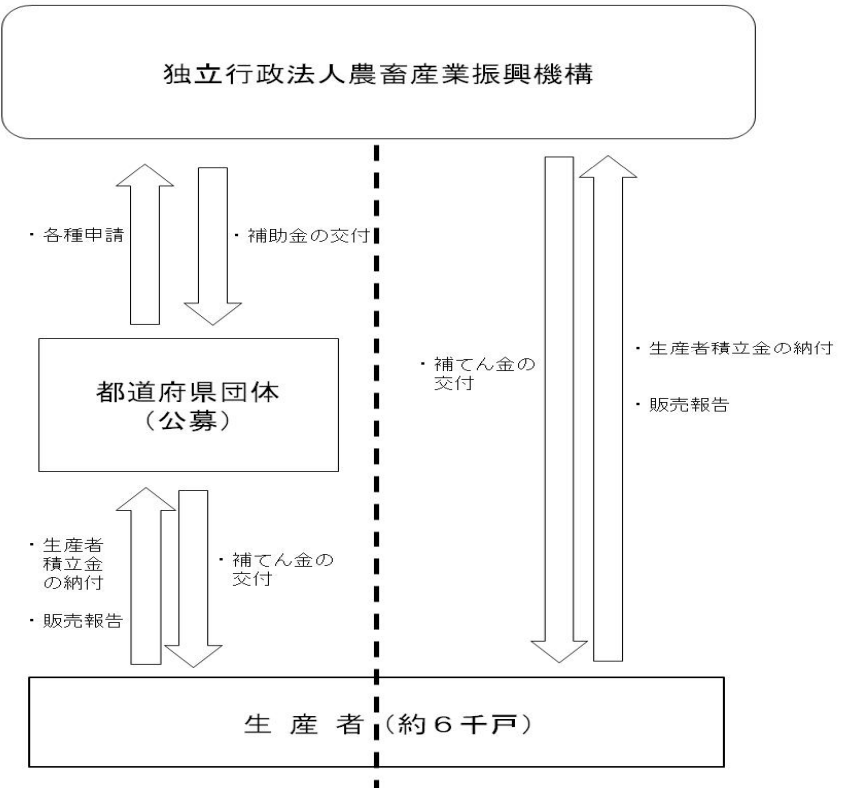 独立行政法人農畜産業振興機構
・各種申請
・補助金の交付
都道府県団体
(公募)
・生産者
積立金
の納付
・販売報告
・補てん金の
交付
・補てん金の
交付
・生産者積立金の納付
・販売報告
生 産 者 (約6千戸)